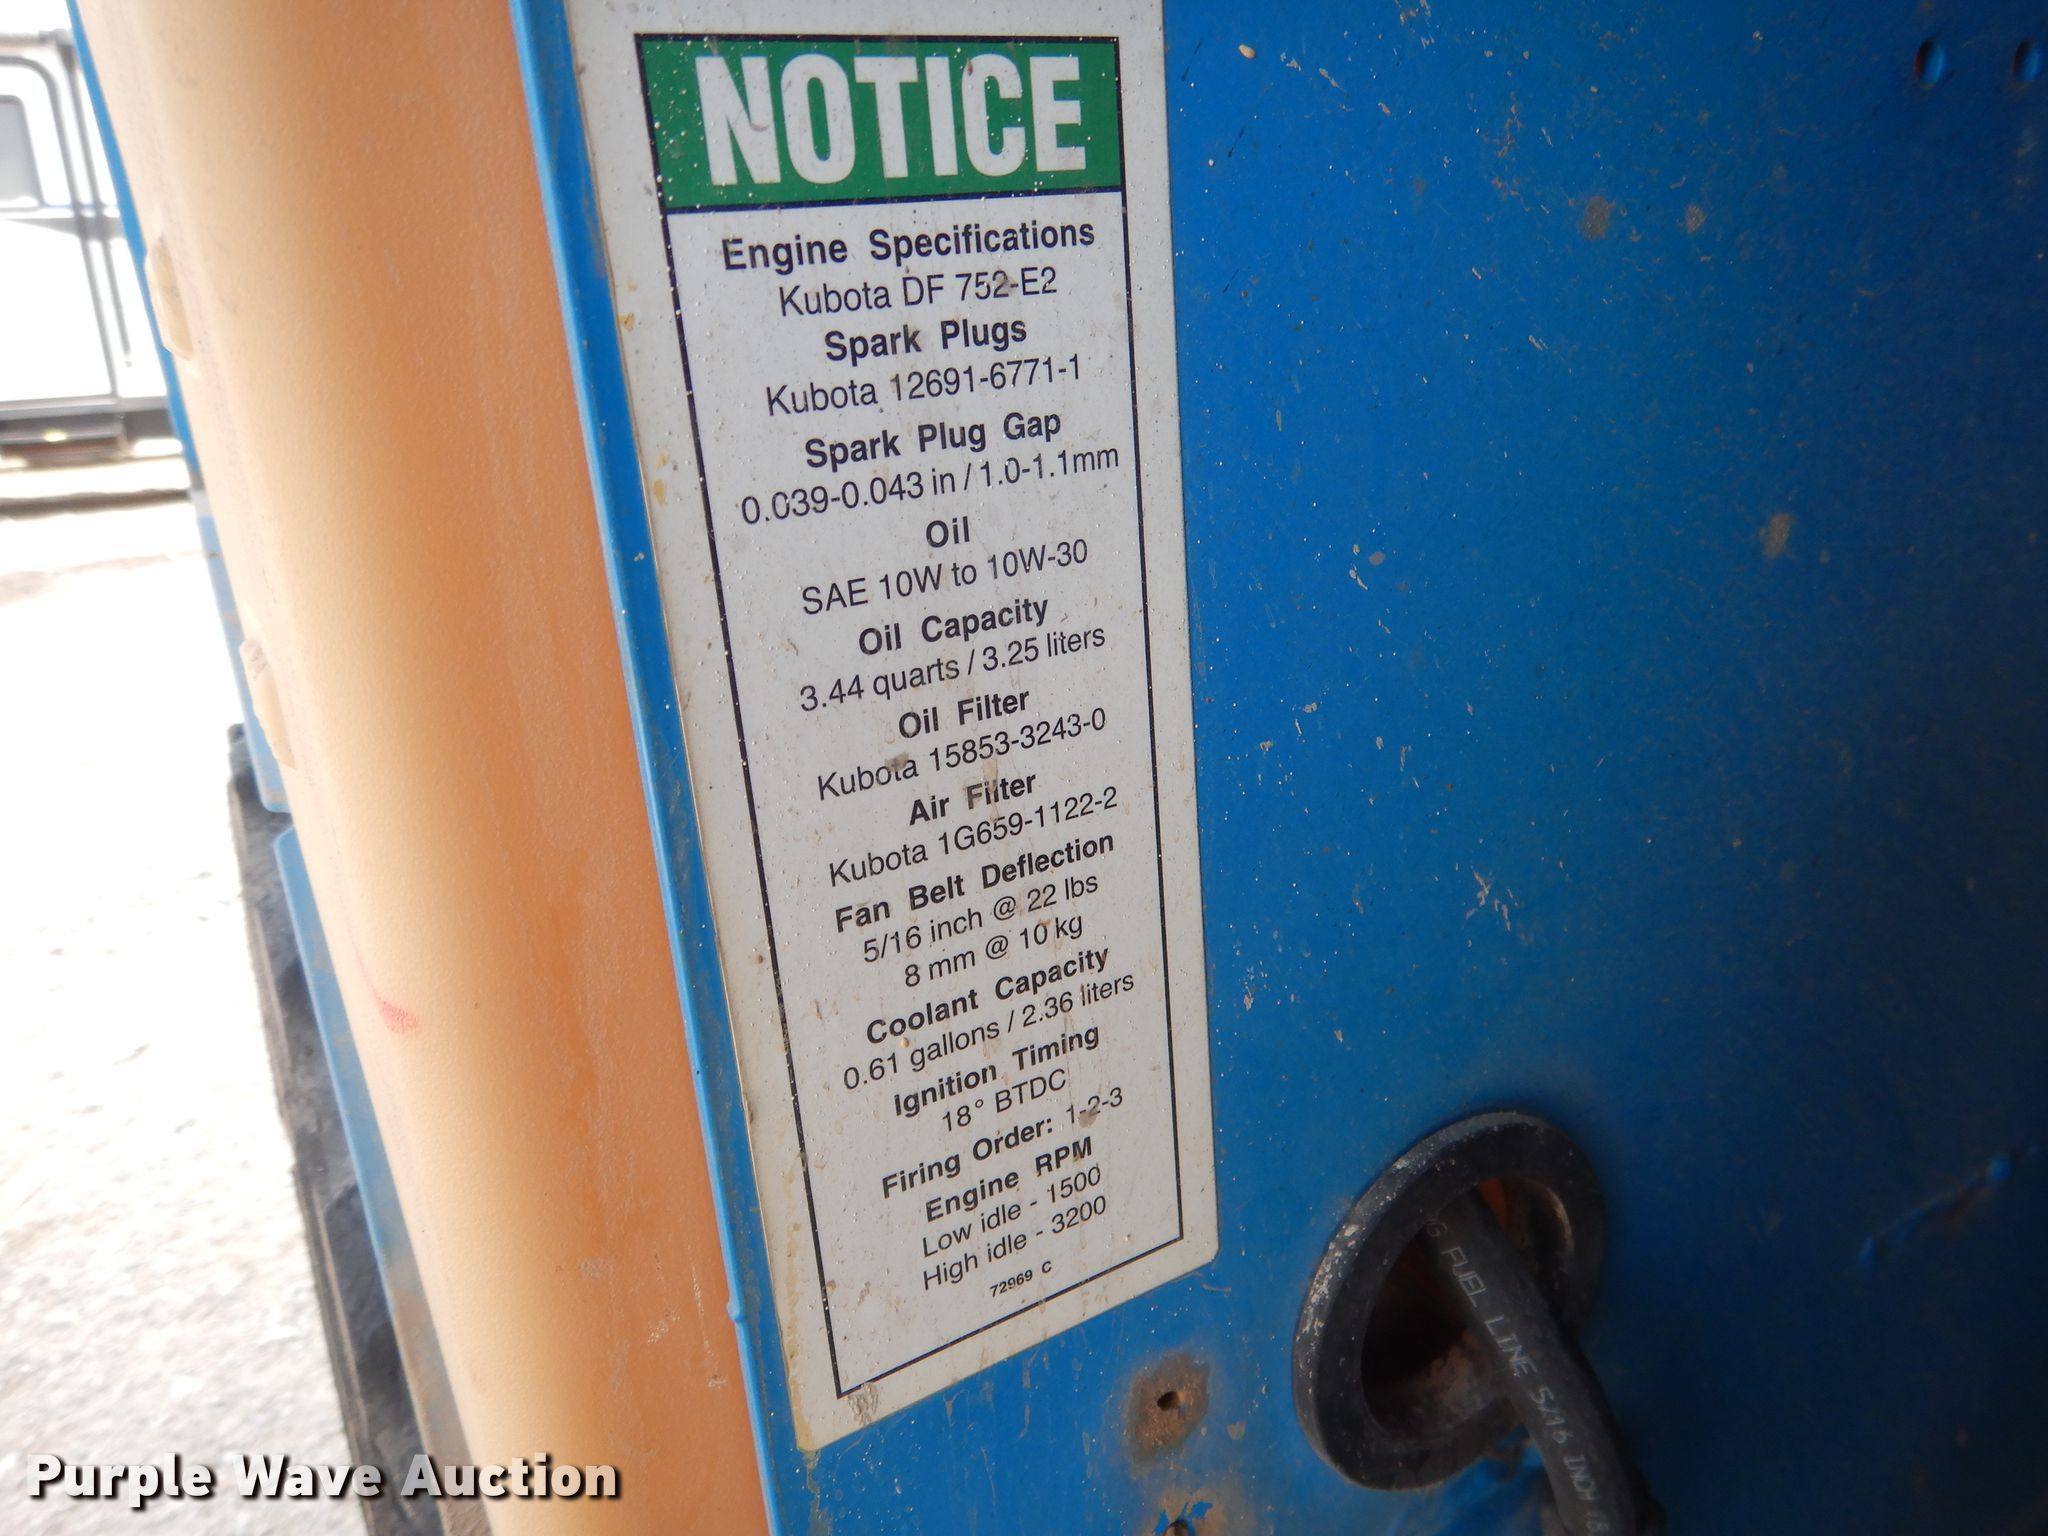 NOTICE
Engine Specifications
Kubota DF 752-E2
Spark Plugs
Kubota 12691-6771-1
Spark Plug Gap
0.039-0.043 in / 1.0-1.1mm
Oil
SAE 10W to 10W-30
Oil Capacity
3.44 quarts / 3.25 liters
Oil Filter
Kubota 15853-3243-0
Air Filter
Kubota 1G659-1122-2
Fan Belt Deflection
5/16 inch @ 22 lbs
8 mm @ 10 kg
Coolant Capacity
0.61 gallons / 2.36 liters
Ignition Timing
18° BTDC
Firing Order: 1-2-3
Engine RPM
Low idle - 1500
High idle - 3200
72969 C
FUEL LINE 5/16 INCH
Purple Wave Auction